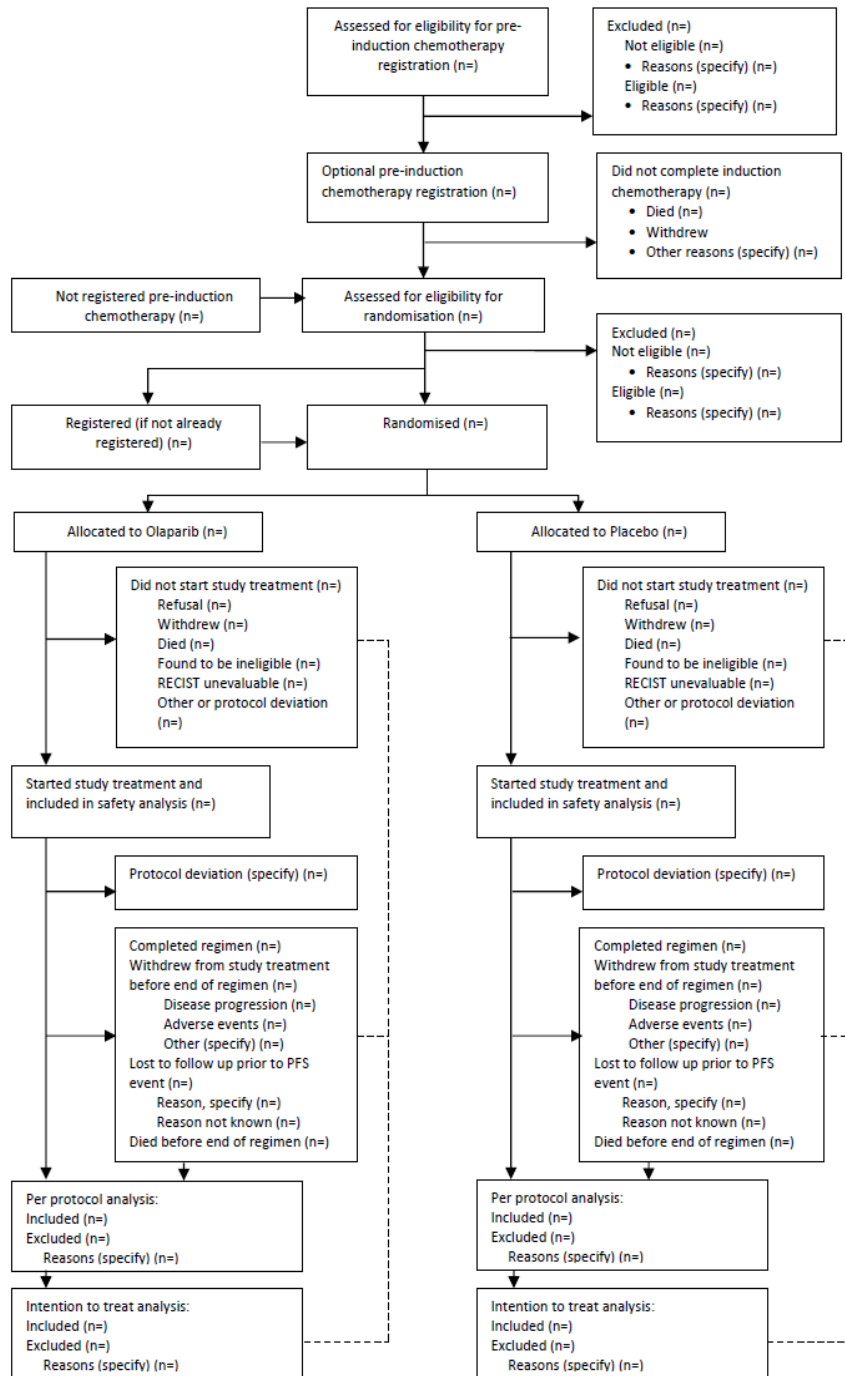 Assessed for eligibility for pre-
induction chemotherapy
registration (n=)
Excluded (n=)
Not eligible (n=)
• Reasons (specify) (n=)
Eligible (n=)
• Reasons (specify) (n=)
Optional pre-induction
chemotherapy registration (n=)
Did not complete induction
chemotherapy (n=)
• Died (n=)
• Withdrew
• Other reasons (specify) (n=)
Not registered pre-induction
chemotherapy (n=)
Assessed for eligibility for
randomisation (n=)
Excluded (n=)
Not eligible (n=)
• Reasons (specify) (n=)
Eligible (n=)
• Reasons (specify) (n=)
Registered (if not already
registered) (n=)
Randomised (n=)
Allocated to Olaparib (n=)
Did not start study treatment (n=)
Refusal (n=)
Withdrew (n=)
Died (n=)
Found to be ineligible (n=)
RECIST unevaluable (n=)
Other or protocol deviation
(n=)
Started study treatment and
included in safety analysis (n=)
Protocol deviation (specify) (n=)
Completed regimen (n=)
Withdrew from study treatment
before end of regimen (n=)
Disease progression (n=)
Adverse events (n=)
Other (specify) (n=)
Lost to follow up prior to PFS
event (n=)
Reason, specify (n=)
Reason not known (n=)
Died before end of regimen (n=)
Per protocol analysis:
Included (n=)
Excluded (n=)
Reasons (specify) (n=)
Intention to treat analysis:
Included (n=)
Excluded (n=)
Reasons (specify) (n=)
Allocated to Placebo (n=)
Did not start study treatment (n=)
Refusal (n=)
Withdrew (n=)
Died (n=)
Found to be ineligible (n=)
RECIST unevaluable (n=)
Other or protocol deviation
(n=)
Started study treatment and
included in safety analysis (n=)
Protocol deviation (specify) (n=)
Completed regimen (n=)
Withdrew from study treatment
before end of regimen (n=)
Disease progression (n=)
Adverse events (n=)
Other (specify) (n=)
Lost to follow up prior to PFS
event (n=)
Reason, specify (n=)
Reason not known (n=)
Died before end of regimen (n=)
Per protocol analysis:
Included (n=)
Excluded (n=)
Reasons (specify) (n=)
Intention to treat analysis:
Included (n=)
Excluded (n=)
Reasons (specify) (n=)